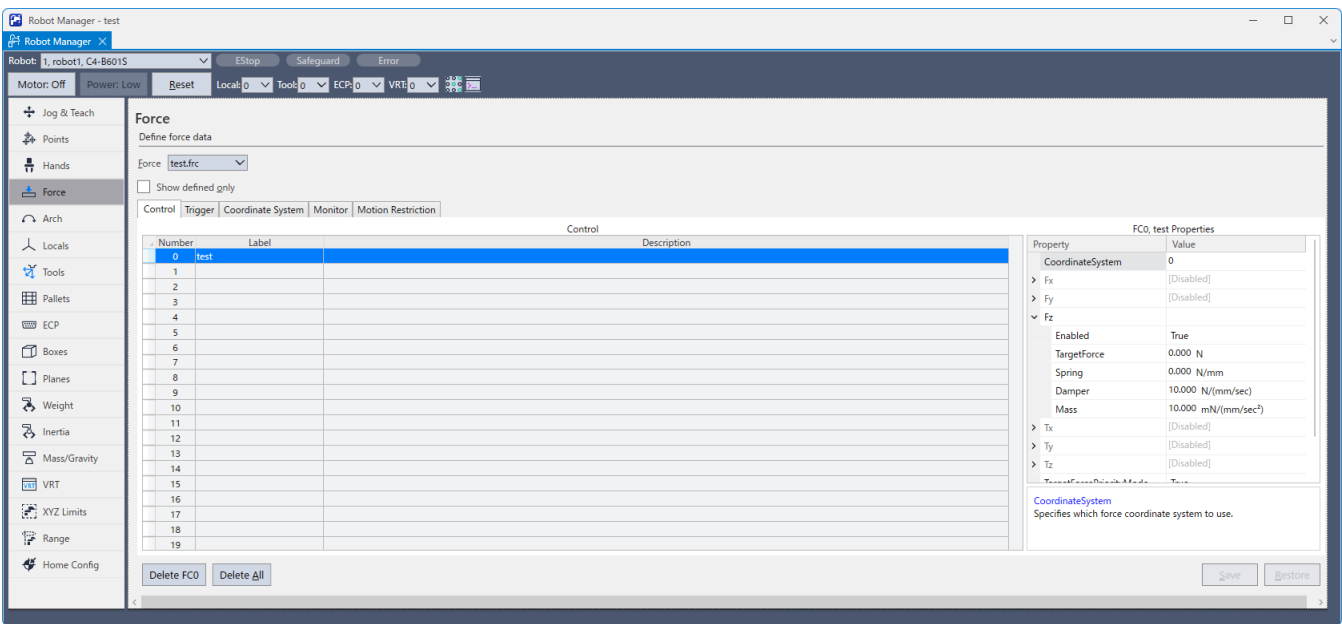 Robot Manager - test
Robot Manager
Robot: 1, robot1, C4-B601S EStop Safeguard Error
Motor: Off Power: Low Reset Local: 0 Tool: 0 ECP: 0 VRT: 0
Jog & Teach
Points
Hands
Force
Arch
Locals
Tools
Pallets
ECP
Boxes
Planes
Weight
Inertia
Mass/Gravity
VRT
XYZ Limits
Range
Home Config
Force
Define force data
Force test.frc
Show defined only
Control Trigger Coordinate System Monitor Motion Restriction
Control
Number Label Description
0 test
1
2
3
4
5
6
7
8
9
10
11
12
13
14
15
16
17
18
19
FC0, test Properties
Property Value
CoordinateSystem 0
Fx [Disabled]
Fy [Disabled]
Fz
Enabled True
TargetForce 0.000 N
Spring 0.000 N/mm
Damper 10.000 N/(mm/sec)
Mass 10.000 mN/(mm/sec²)
Tx [Disabled]
Ty [Disabled]
Tz [Disabled]
TargetForcePriorityMode True
CoordinateSystem
Specifies which force coordinate system to use.
Delete FC0 Delete All Save Restore